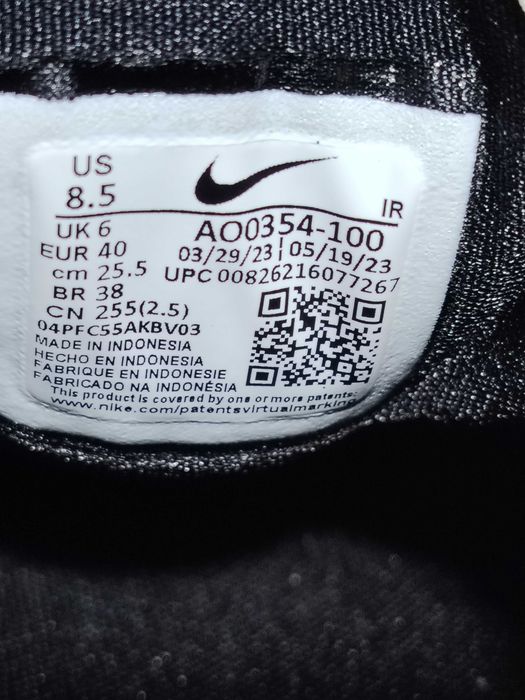 US
8.5
IR
UK 6
AO0354-100
EUR 40
03/29/23 | 05/19/23
cm 25.5
UPC 00826216077267
BR 38
CN 255(2.5)
04PFC55AKBV03
MADE IN INDONESIA
HECHO EN INDONESIA
FABRIQUE EN INDONESIE
FABRICADO NA INDONÉSIA
This product is covered by one or more patents.
www.nike.com/patentsvirtualmarking